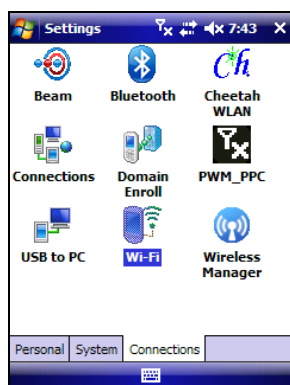 Settings 7:43
Beam Bluetooth Cheetah
WLAN
Connections Domain PWM_PPC
Enroll
USB to PC Wi-Fi Wireless
Manager
Personal System Connections